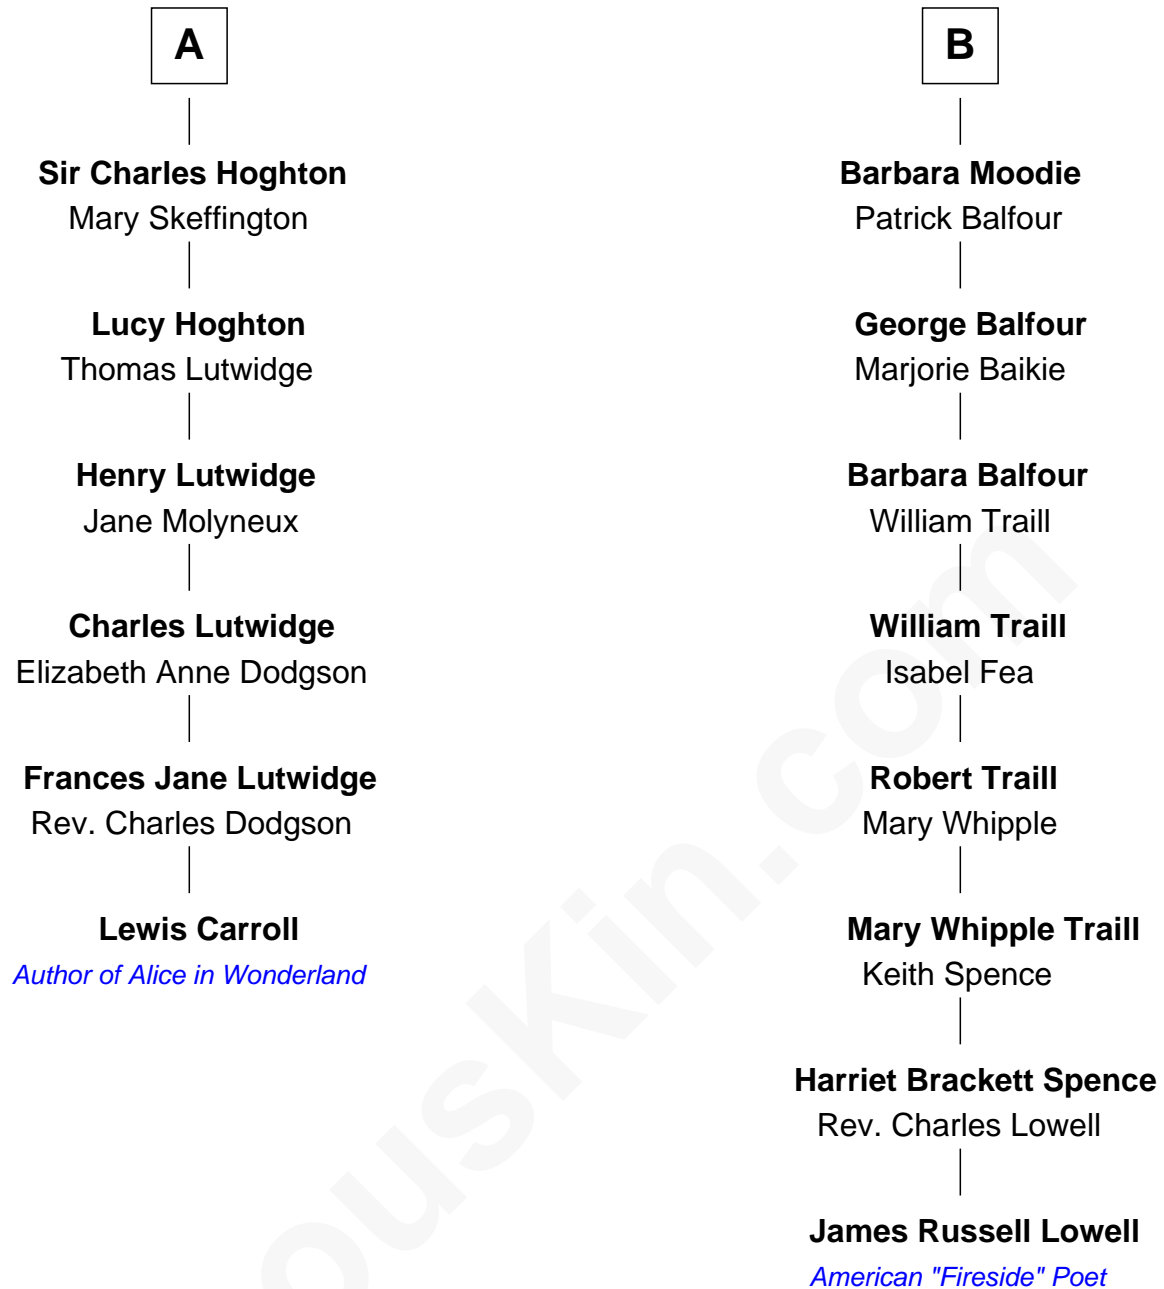 A
Sir Charles Hoghton
Mary Skeffington
Lucy Hoghton
Thomas Lutwidge
Henry Lutwidge
Jane Molyneux
Charles Lutwidge
Elizabeth Anne Dodgson
Frances Jane Lutwidge
Rev. Charles Dodgson
Lewis Carroll
Author of Alice in Wonderland
B
Barbara Moodie
Patrick Balfour
George Balfour
Marjorie Baikie
Barbara Balfour
William Traill
William Traill
Isabel Fea
Robert Traill
Mary Whipple
Mary Whipple Traill
Keith Spence
Harriet Brackett Spence
Rev. Charles Lowell
James Russell Lowell
American "Fireside" Poet
ousKin.com